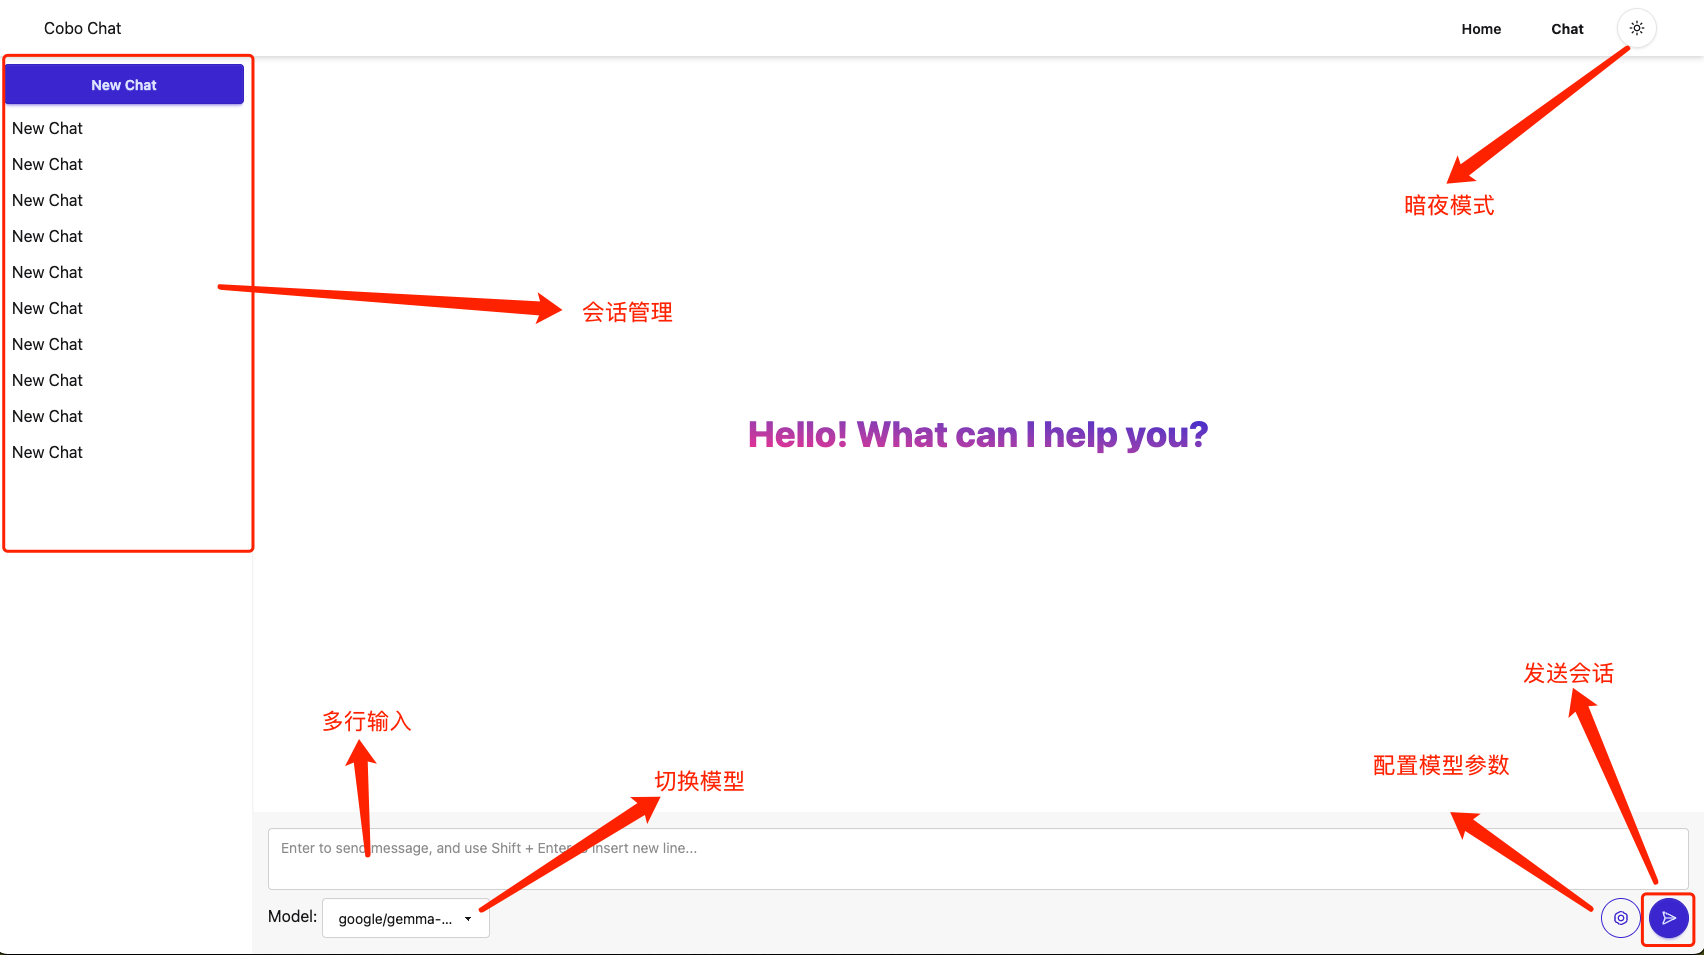 Cobo Chat
Home
Chat
New Chat
New Chat
New Chat
New Chat
New Chat
New Chat
New Chat
New Chat
New Chat
New Chat
New Chat
暗夜模式
会话管理
Hello! What can I help you?
发送会话
多行输入
配置模型参数
切换模型
Enter to send message, and use Shift + Enter to insert new line...
Model:
google/gemma-...